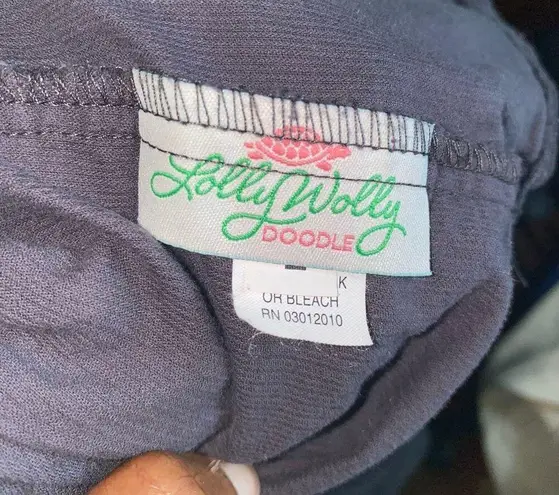 Lolly Wolly
DOODLE
K
OR BLEACH
RN 03012010